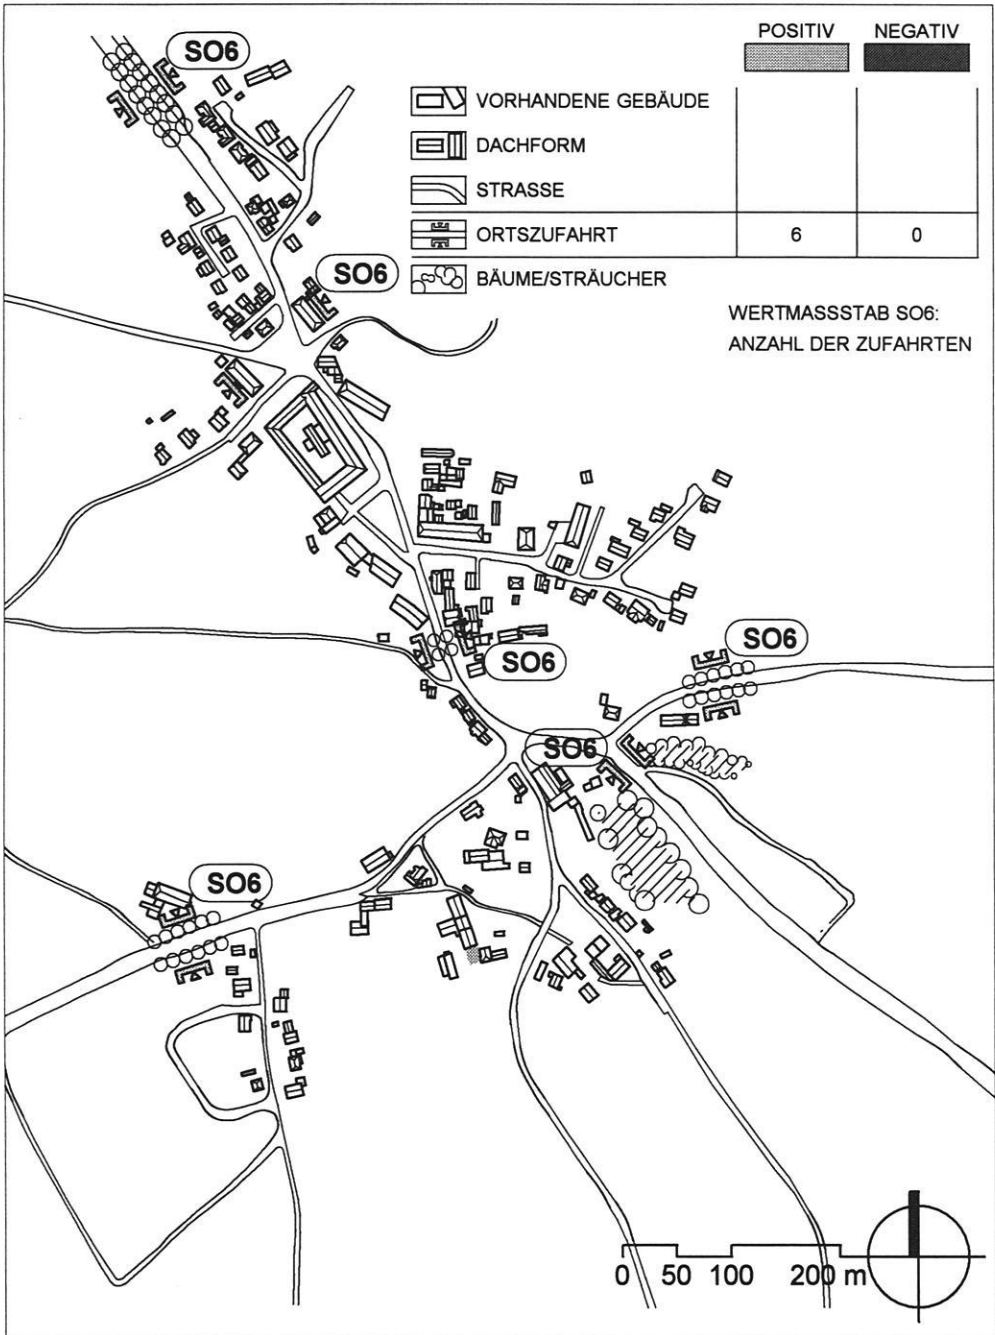 POSITIV NEGATIV
SO6
VORHANDENE GEBÄUDE
DACHFORM
STRASSE
ORTSZUFAHRT 6 0
SO6
BÄUME/STRÄUCHER
WERTMASSSTAB SO6:
ANZAHL DER ZUFAHRTEN
SO6
SO6
SO6
SO6
0 50 100 200 m